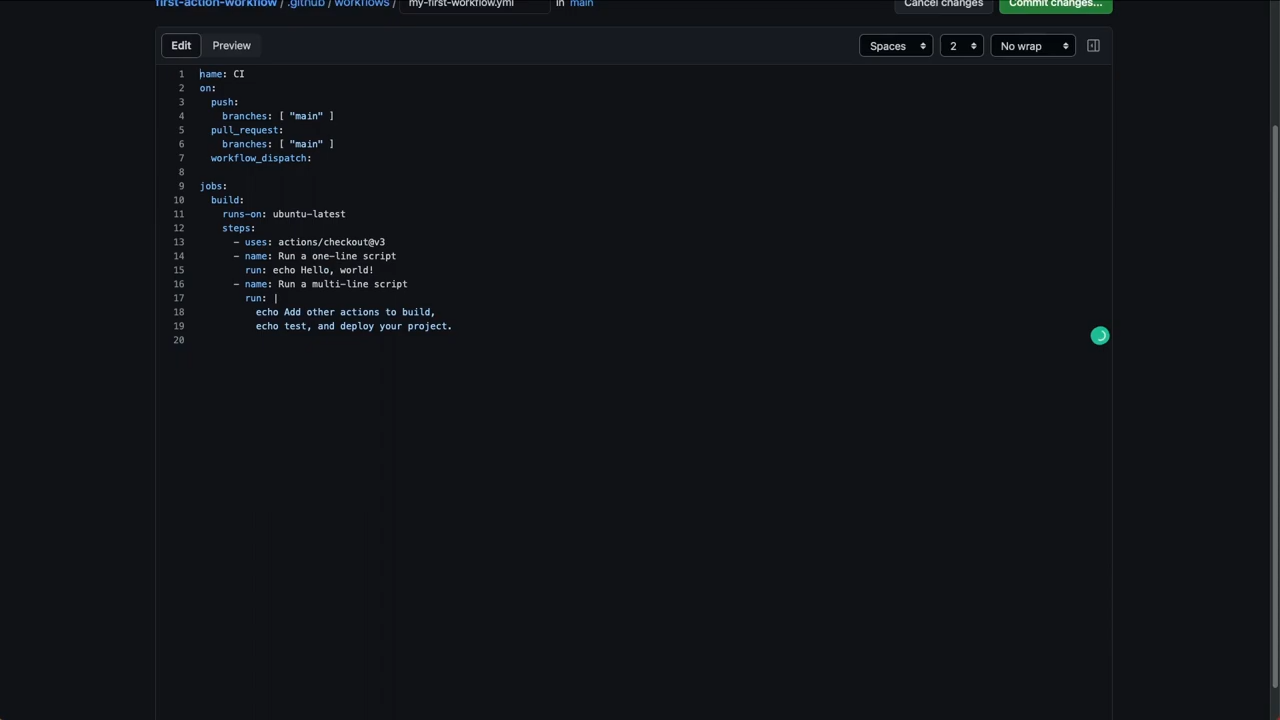 first-action-workflow / .github / workflows / my-first-workflow.yml in main Cancel changes Commit changes...
Edit Preview Spaces 2 No wrap
1 name: CI
2 on:
3 push:
4 branches: [ "main" ]
5 pull_request:
6 branches: [ "main" ]
7 workflow_dispatch:
8
9 jobs:
10 build:
11 runs-on: ubuntu-latest
12 steps:
13 - uses: actions/checkout@v3
14 - name: Run a one-line script
15 run: echo Hello, world!
16 - name: Run a multi-line script
17 run: |
18 echo Add other actions to build,
19 echo test, and deploy your project.
20